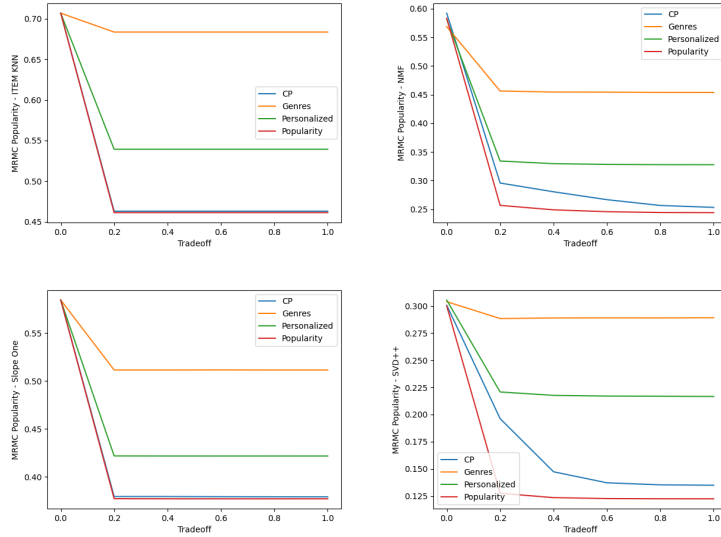 MRMC Popularity - ITEM KNN
0.70
0.65
0.60
0.55
0.50
0.45
0.0 0.2 0.4 0.6 0.8 1.0
Tradeoff
CP
Genres
Personalized
Popularity
MRMC Popularity - NMF
0.60
0.55
0.50
0.45
0.40
0.35
0.30
0.25
0.0 0.2 0.4 0.6 0.8 1.0
Tradeoff
CP
Genres
Personalized
Popularity
MRMC Popularity - Slope One
0.55
0.50
0.45
0.40
0.0 0.2 0.4 0.6 0.8 1.0
Tradeoff
CP
Genres
Personalized
Popularity
MRMC Popularity - SVD++
0.300
0.275
0.250
0.225
0.200
0.175
0.150
0.125
0.0 0.2 0.4 0.6 0.8 1.0
Tradeoff
CP
Genres
Personalized
Popularity